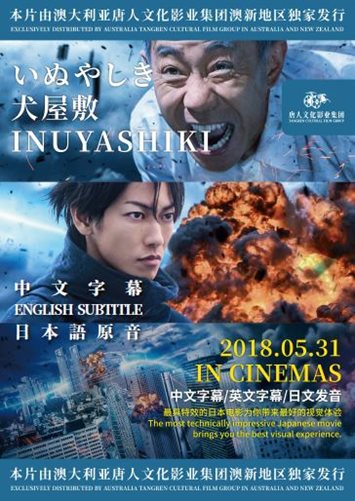 本片由澳大利亚唐人文化影业集团澳新地区独家发行
EXCLUSIVELY DISTRIBUTED BY AUSTRALIA TANGREN CULTURAL FILM GROUP IN AUSTRALIA AND NEW ZEALAND
いぬやしき
犬屋敷
INUYASHIKI
唐人文化影业集团
TANGREN CULTURAL FILM GROUP
中文字幕
ENGLISH SUBTITLE
日本語原音
2018.05.31
IN CINEMAS
中文字幕/英文字幕/日文发音
最具特效的日本电影为你带来最好的视觉体验
The most technically impressive Japanese movie
brings you the best visual experience.
本片由澳大利亚唐人文化影业集团澳新地区独家发行
EXCLUSIVELY DISTRIBUTED BY AUSTRALIA TANGREN CULTURAL FILM GROUP IN AUSTRALIA AND NEW ZEALAND